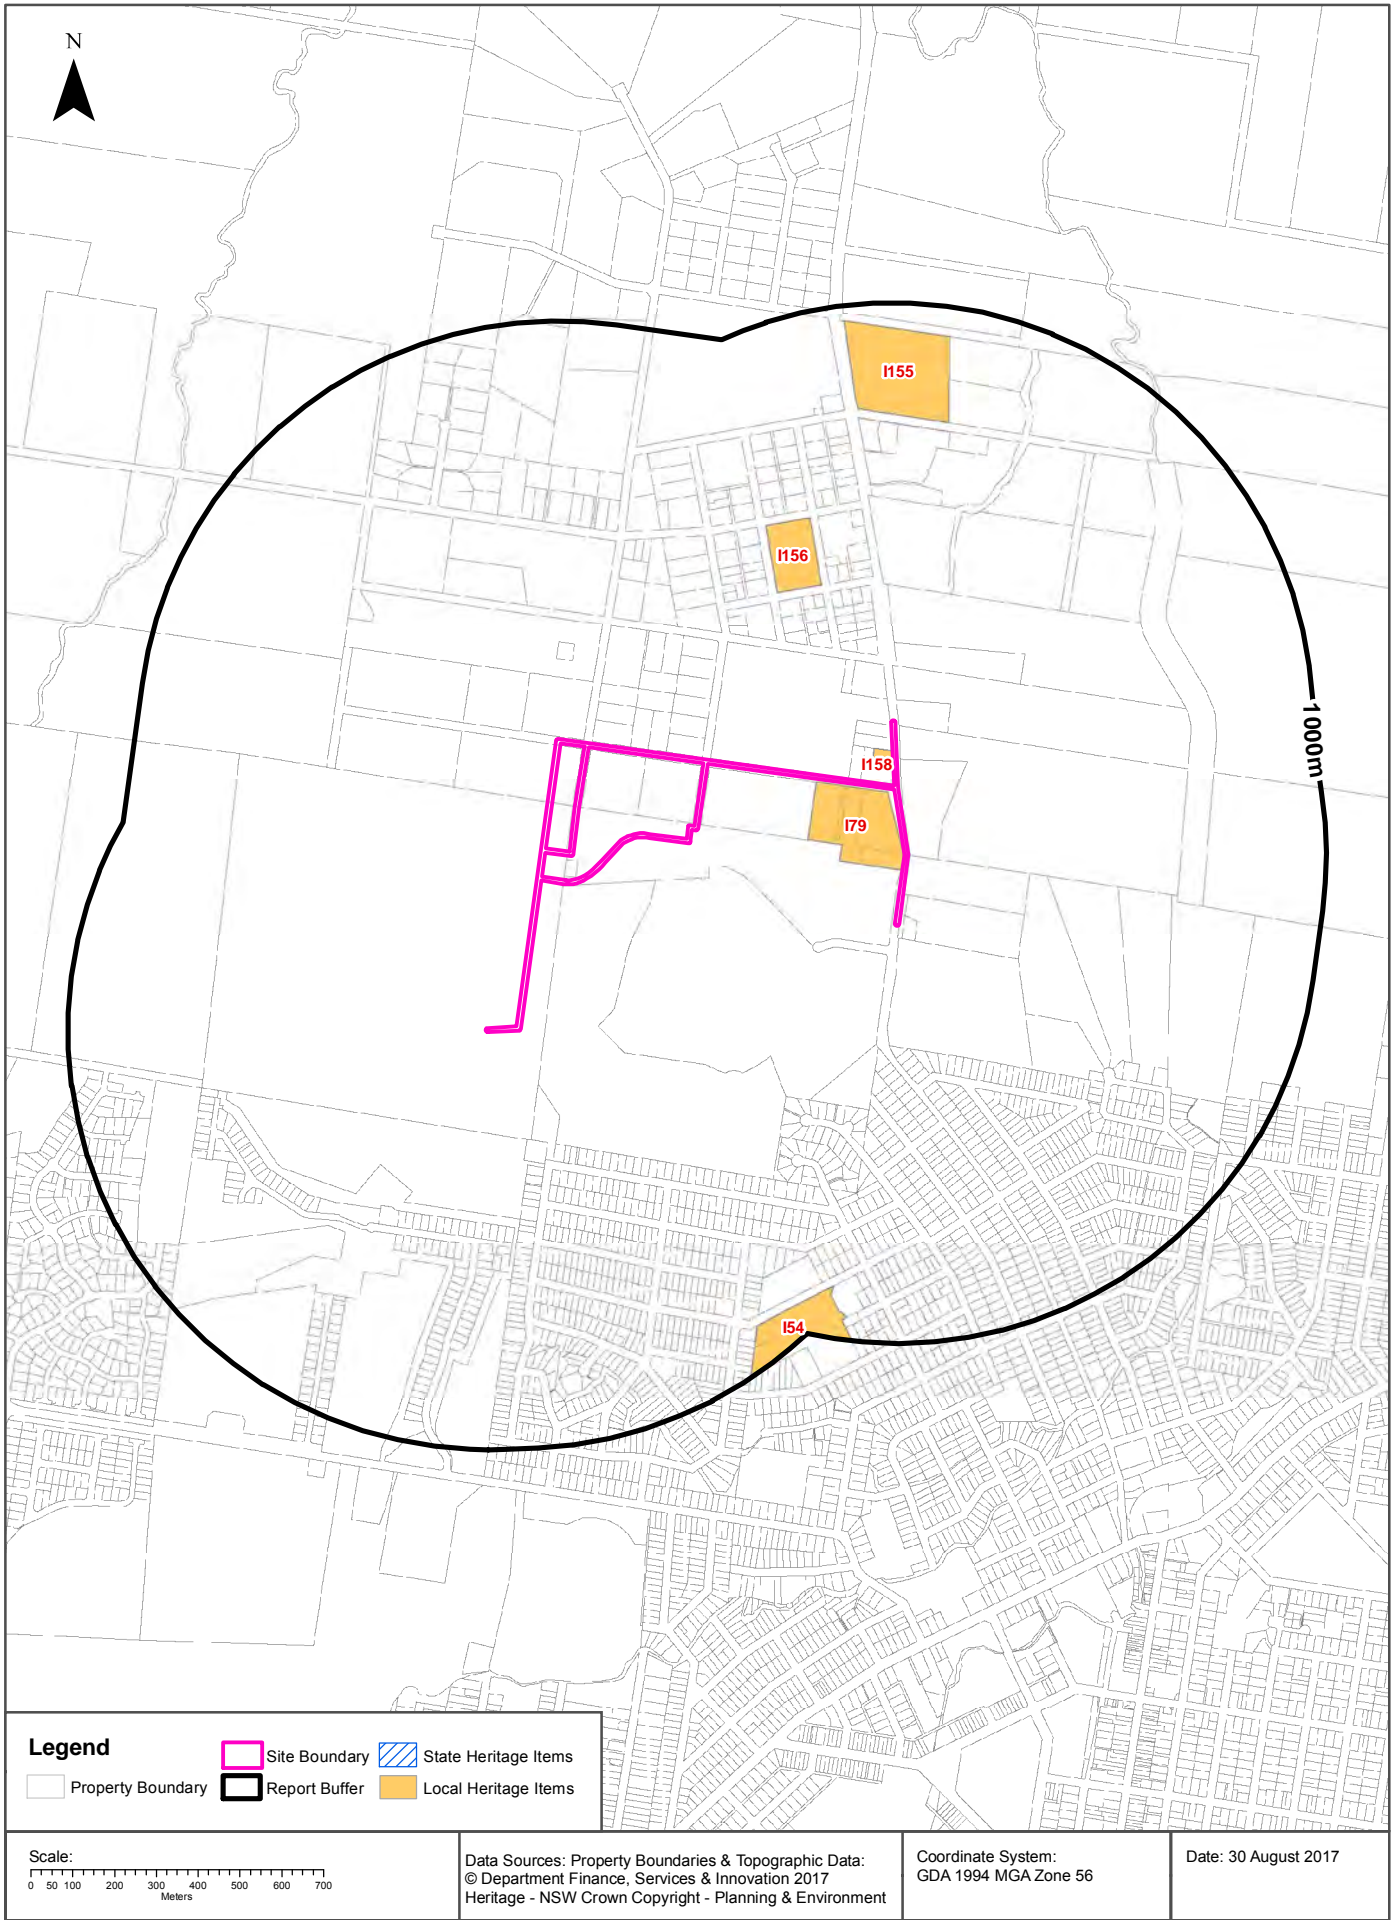 N
I155
I156
1000m
I158
I79
I54
Legend
Site Boundary
State Heritage Items
Property Boundary
Report Buffer
Local Heritage Items
Scale:
0 50 100 200 300 400 500 600 700
Meters
Data Sources: Property Boundaries & Topographic Data:
© Department Finance, Services & Innovation 2017
Heritage - NSW Crown Copyright - Planning & Environment
Coordinate System:
GDA 1994 MGA Zone 56
Date: 30 August 2017